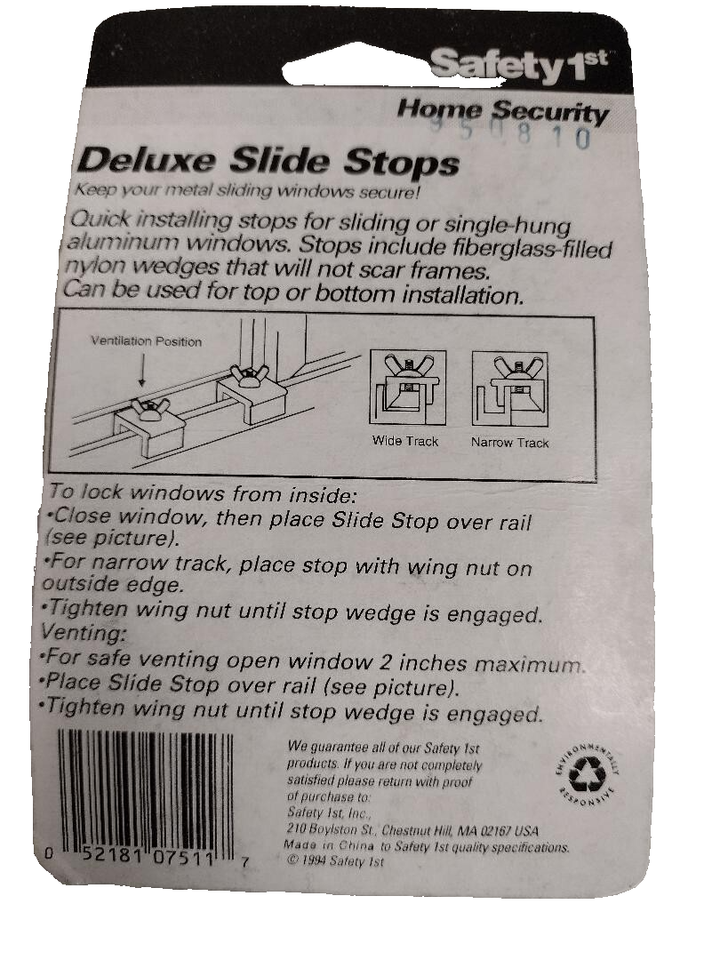 Safety 1st™
Home Security
950810
Deluxe Slide Stops
Keep your metal sliding windows secure!
Quick installing stops for sliding or single-hung
aluminum windows. Stops include fiberglass-filled
nylon wedges that will not scar frames.
Can be used for top or bottom installation.
Ventilation Position
Wide Track
Narrow Track
To lock windows from inside:
•Close window, then place Slide Stop over rail
(see picture).
•For narrow track, place stop with wing nut on
outside edge.
•Tighten wing nut until stop wedge is engaged.
Venting:
•For safe venting open window 2 inches maximum.
•Place Slide Stop over rail (see picture).
•Tighten wing nut until stop wedge is engaged.
We guarantee all of our Safety 1st
products. If you are not completely
satisfied please return with proof
of purchase to:
Safety 1st, Inc.,
210 Boylston St., Chestnut Hill, MA 02167 USA
Made in China to Safety 1st quality specifications.
© 1994 Safety 1st
ENVIRONMENTALLY
RESPONSIVE
0 52181 07511 7